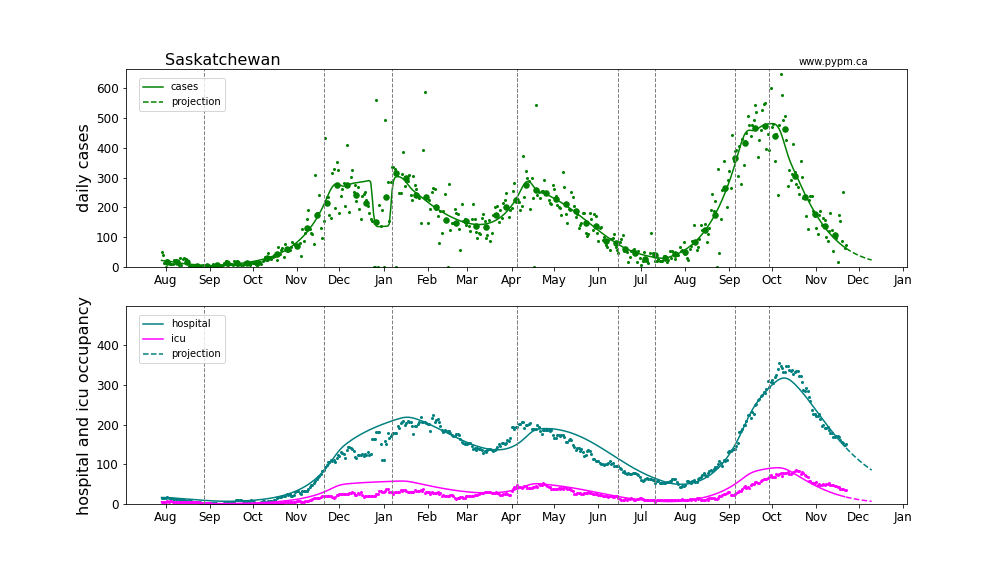 Saskatchewan
www.pypm.ca
daily cases
600
500
400
300
200
100
0
cases
projection
Aug Sep Oct Nov Dec Jan Feb Mar Apr May Jun Jul Aug Sep Oct Nov Dec Jan
hospital and icu occupancy
400
300
200
100
0
hospital
icu
projection
Aug Sep Oct Nov Dec Jan Feb Mar Apr May Jun Jul Aug Sep Oct Nov Dec Jan